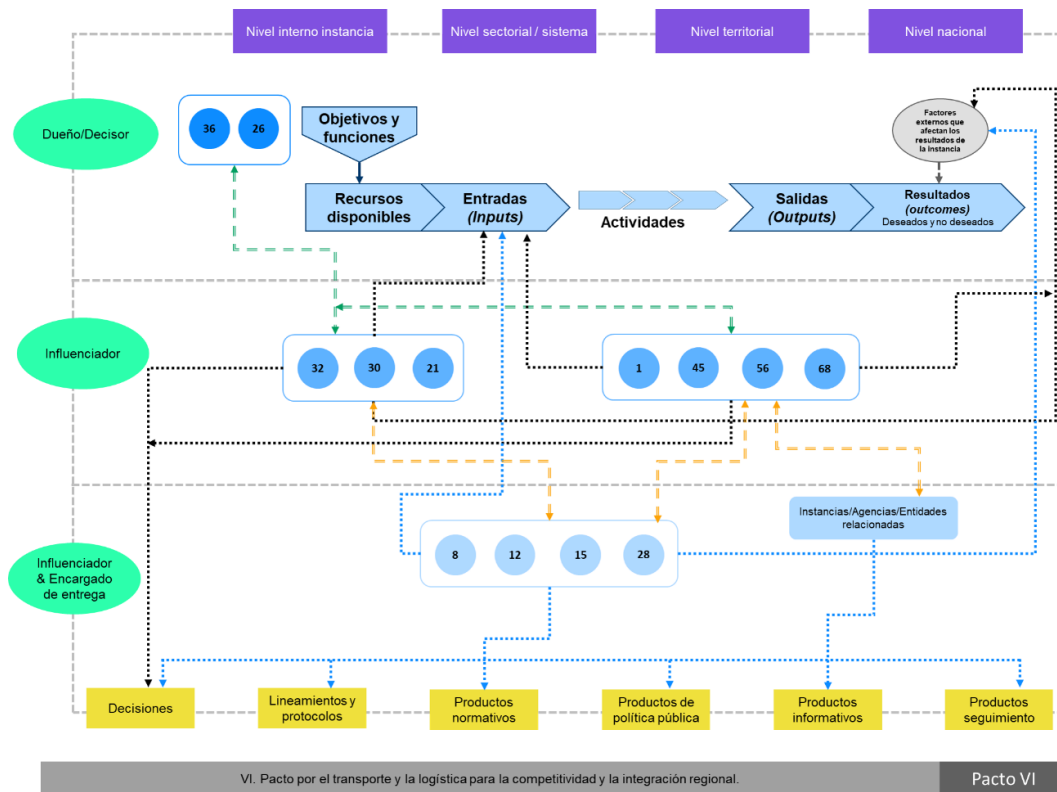 Nivel interno instancia
Nivel sectorial / sistema
Nivel territorial
Nivel nacional
Dueño/Decisor
36
26
Objetivos y
funciones
Factores
externos que
afectan los
resultados de
la Instancia
Recursos
disponibles
Entradas
(Inputs)
Actividades
Salidas
(Outputs)
Resultados
(outcomes)
Deseados y no deseados
Influenciador
32
30
21
1
45
56
68
Influenciador
& Encargado
de entrega
8
12
15
28
Instancias/Agencias/Entidades
relacionadas
Decisiones
Lineamientos y
protocolos
Productos
normativos
Productos de
política pública
Productos
informativos
Productos
seguimiento
VI. Pacto por el transporte y la logística para la competitividad y la integración regional.
Pacto VI